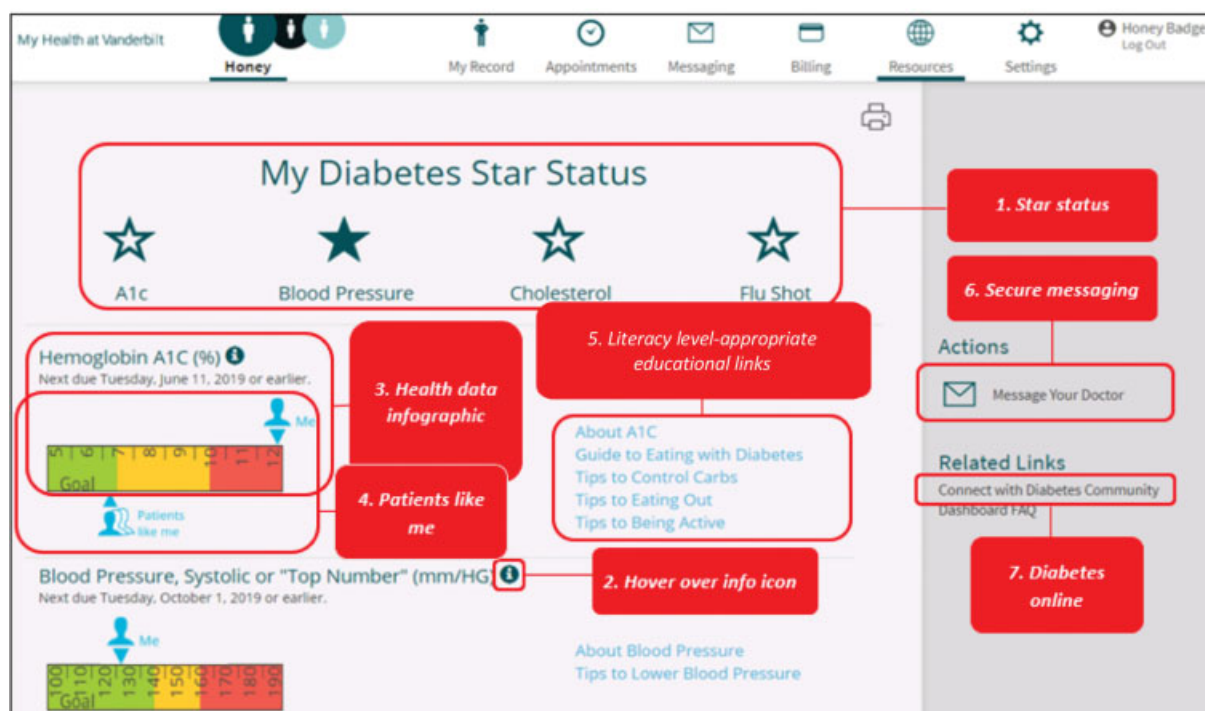 My Health at Vanderbilt
Honey
My Record
Appointments
Messaging
Billing
Resources
Settings
Honey Badge
Log Out
My Diabetes Star Status
A1c
Blood Pressure
Cholesterol
Flu Shot
1. Star status
6. Secure messaging
Hemoglobin A1C (%)
Next due Tuesday, June 11, 2019 or earlier.
Me
5 6 7 8 9 10 11 12
Goal
Patients
like me
3. Health data
infographic
4. Patients like
me
5. Literacy level-appropriate
educational links
About A1C
Guide to Eating with Diabetes
Tips to Control Carbs
Tips to Eating Out
Tips to Being Active
Actions
Message Your Doctor
Related Links
Connect with Diabetes Community
Dashboard FAQ
7. Diabetes
online
Blood Pressure, Systolic or "Top Number" (mm/HG)
Next due Tuesday, October 1, 2019 or earlier.
2. Hover over info icon
Me
100 110 120 130 140 150 160 170 180 190
Goal
About Blood Pressure
Tips to Lower Blood Pressure